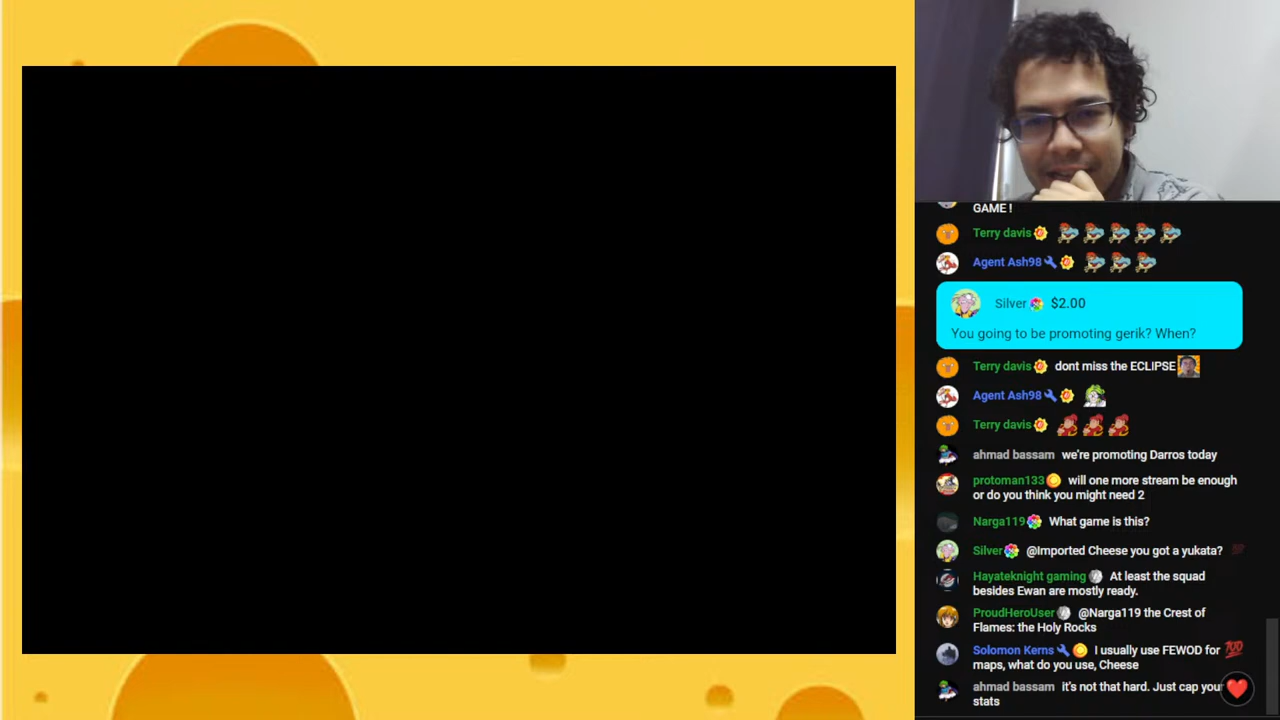 GAME !
Terry davis
Agent Ash98
Silver $2.00
You going to be promoting gerik? When?
Terry davis dont miss the ECLIPSE
Agent Ash98
Terry davis
ahmad bassam we're promoting Darros today
protoman133 will one more stream be enough
or do you think you might need 2
Narga119 What game is this?
Silver @Imported Cheese you got a yukata?
Hayateknight gaming At least the squad
besides Ewan are mostly ready.
ProudHeroUser @Narga119 the Crest of
Flames: the Holy Rocks
Solomon Kerns I usually use FEWOD for
maps, what do you use, Cheese
ahmad bassam it's not that hard. Just cap your
stats